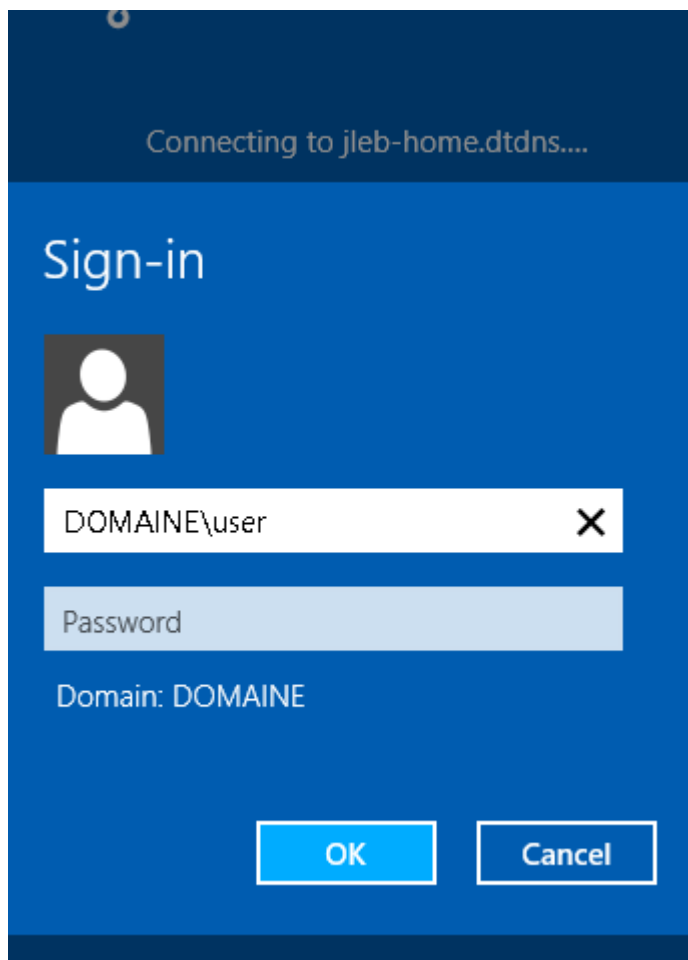 Connecting to jleb-home.dtdns....
Sign-in
DOMAINE\user
Password
Domain: DOMAINE
OK
Cancel